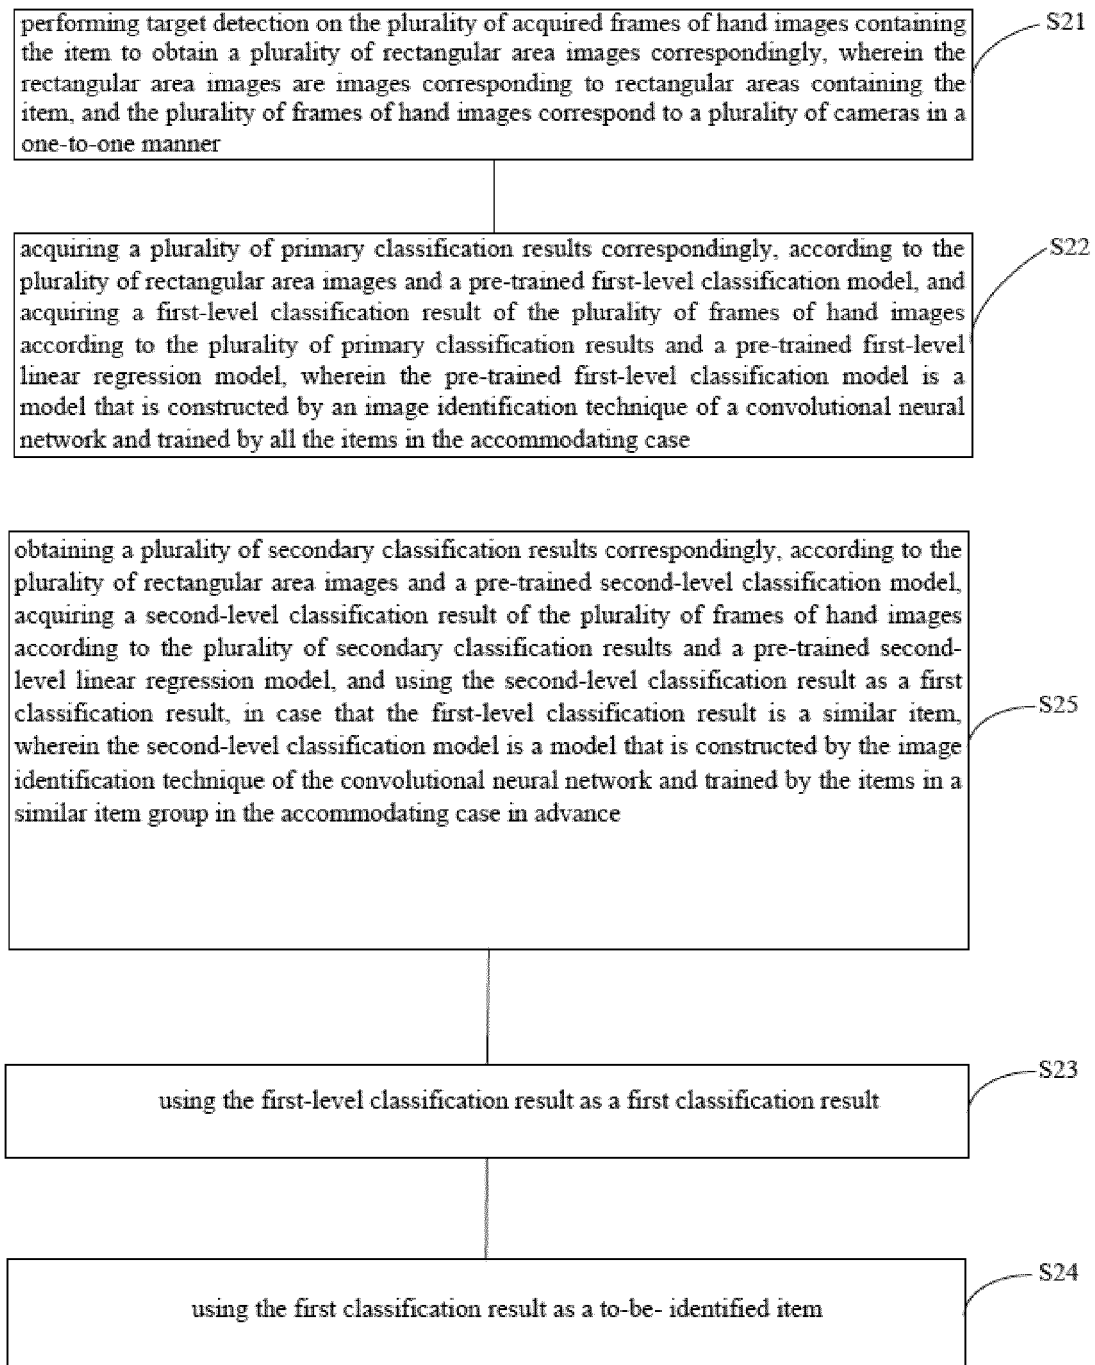 performing target detection on the plurality of acquired frames of hand images containing
the item to obtain a plurality of rectangular area images correspondingly, wherein the
rectangular area images are images corresponding to rectangular areas containing the
item, and the plurality of frames of hand images correspond to a plurality of cameras in a
one-to-one manner
S21
acquiring a plurality of primary classification results correspondingly, according to the
plurality of rectangular area images and a pre-trained first-level classification model, and
acquiring a first-level classification result of the plurality of frames of hand images
according to the plurality of primary classification results and a pre-trained first-level
linear regression model, wherein the pre-trained first-level classification model is a
model that is constructed by an image identification technique of a convolutional neural
network and trained by all the items in the accommodating case
S22
obtaining a plurality of secondary classification results correspondingly, according to the
plurality of rectangular area images and a pre-trained second-level classification model,
acquiring a second-level classification result of the plurality of frames of hand images
according to the plurality of secondary classification results and a pre-trained second-
level linear regression model, and using the second-level classification result as a first
classification result, in case that the first-level classification result is a similar item,
wherein the second-level classification model is a model that is constructed by the image
identification technique of the convolutional neural network and trained by the items in a
similar item group in the accommodating case in advance
S25
using the first-level classification result as a first classification result
S23
using the first classification result as a to-be- identified item
S24